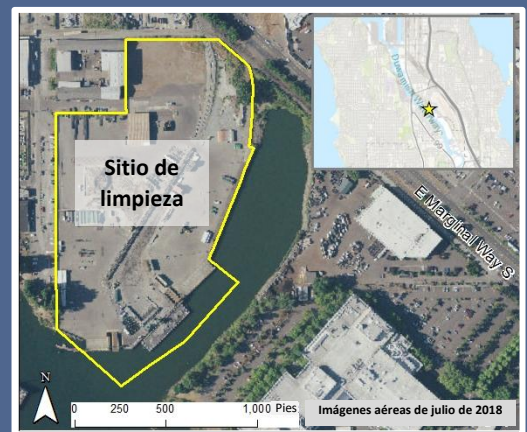 Sitio de
limpieza
Duwamish Waterway
E Marginal Way S
N
0 250 500 1,000 Pies
Imágenes aéreas de julio de 2018